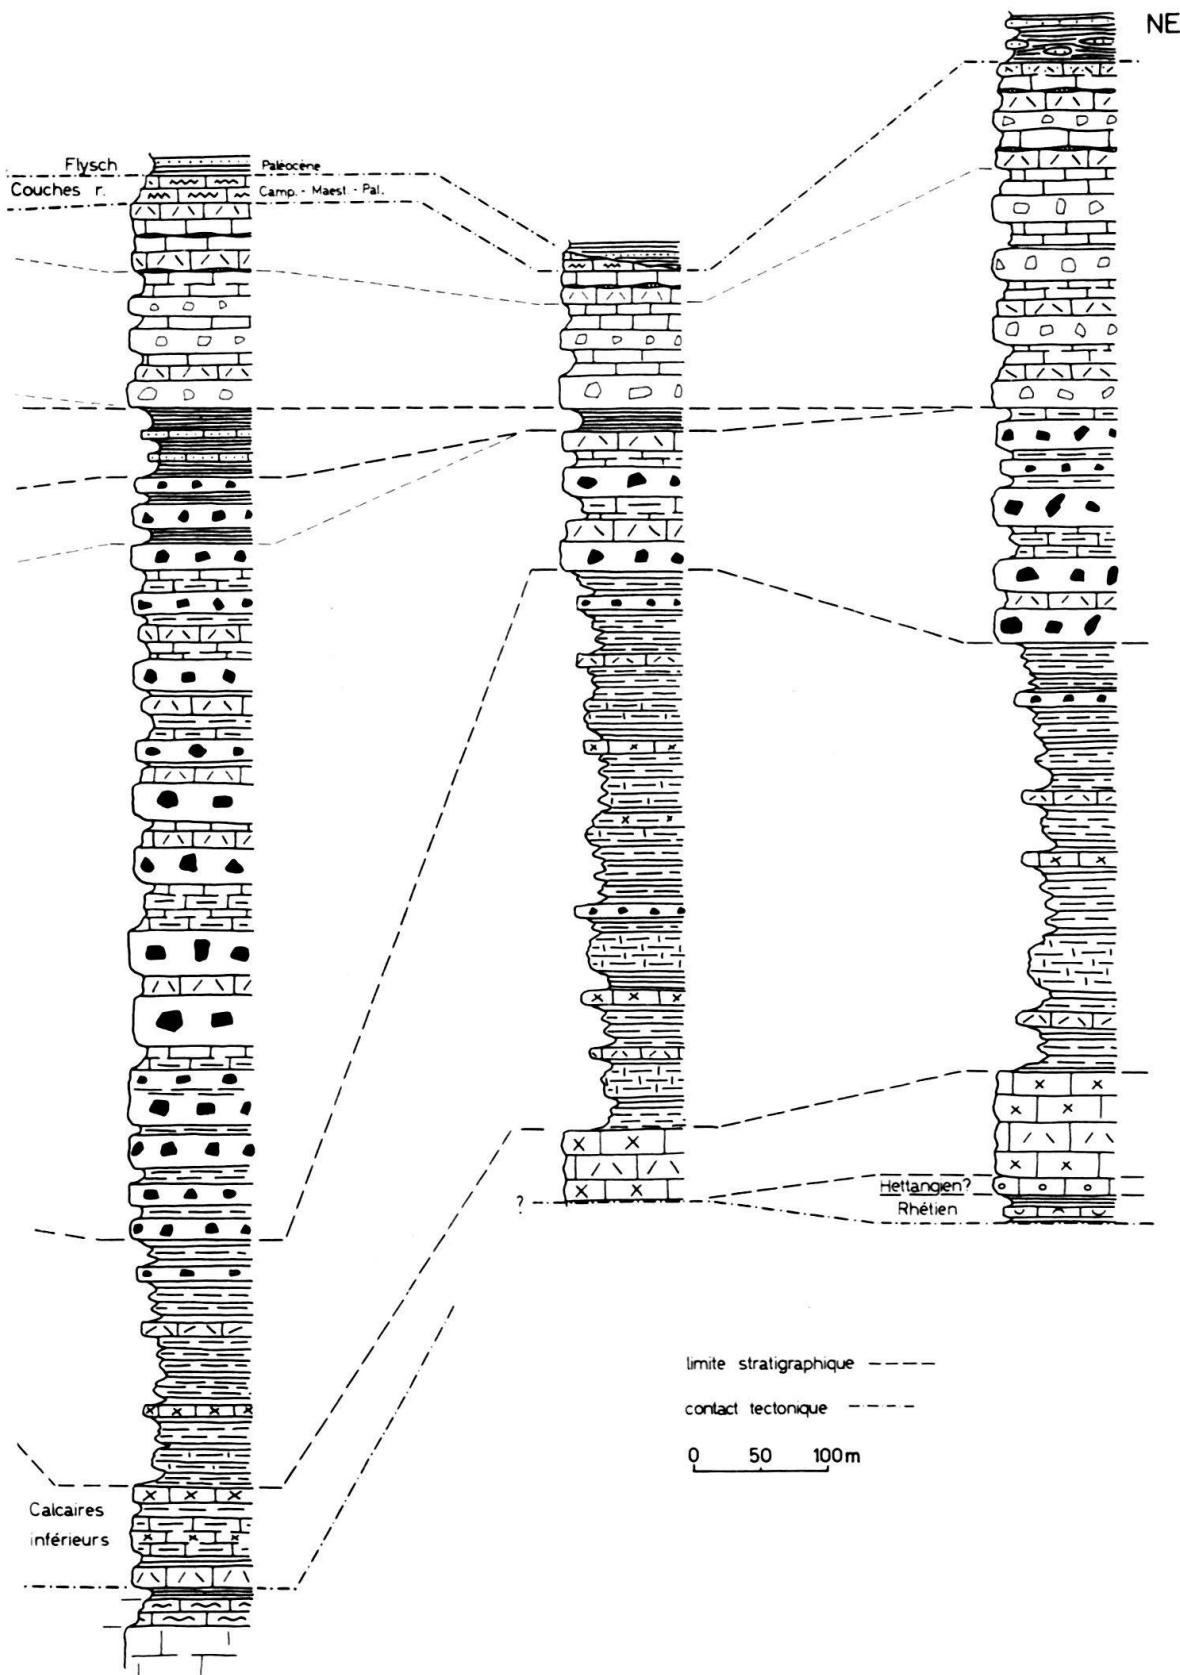 NE
Flysch
Paléocène
Couches r.
Camp. - Maest. - Pal.
Hettangien?
Rhétien
?
limite stratigraphique
contact tectonique
0 50 100m
Calcaires
inférieurs